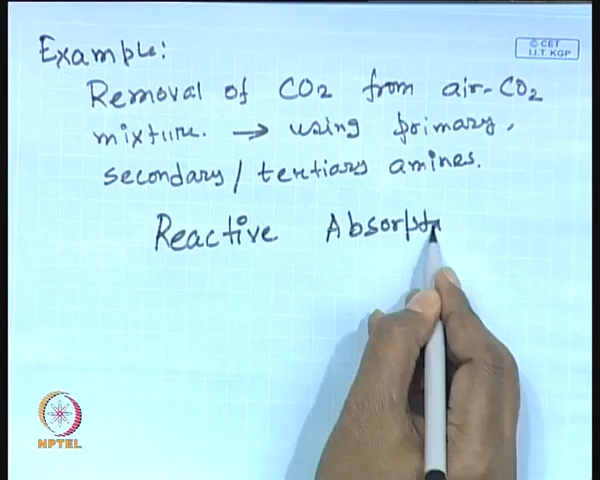 Example:
© CET
I.I.T. KGP
Removal of CO2 from air-CO2
mixture. → using primary,
secondary/tertiary amines.
Reactive Absorpt
NPTEL